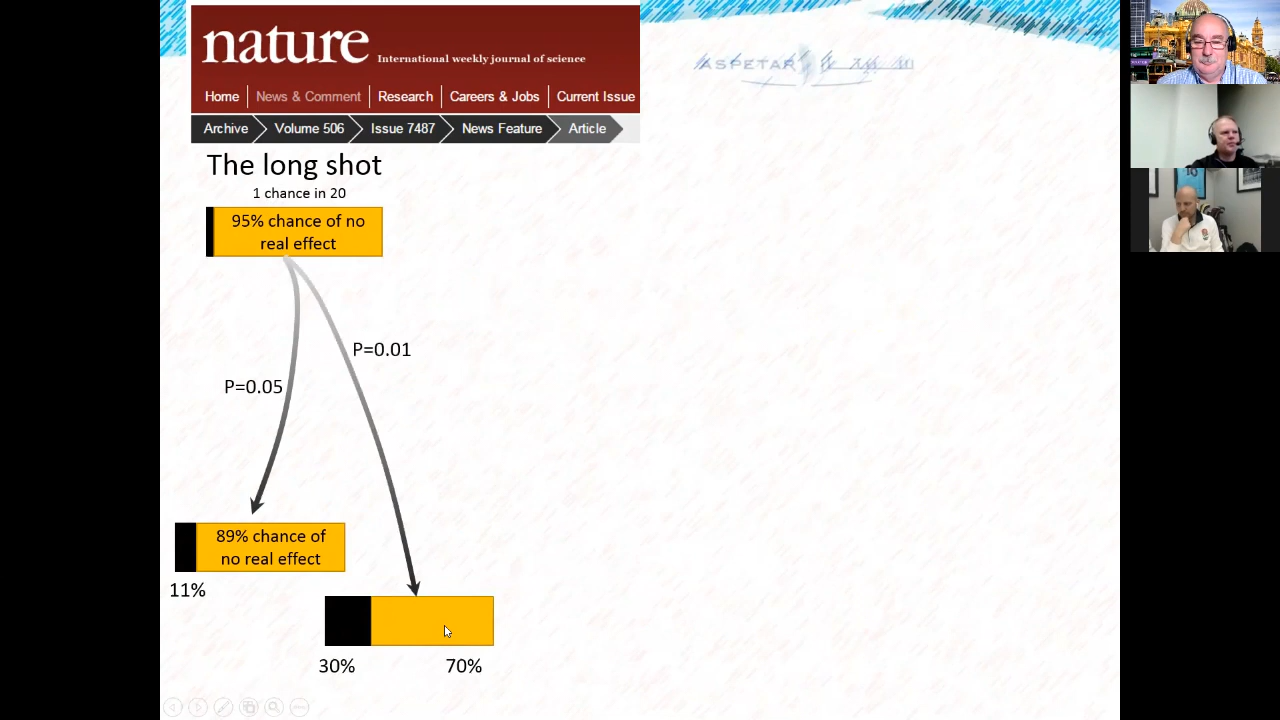 nature
International weekly journal of science
Home
News & Comment
Research
Careers & Jobs
Current Issue
Archive
Volume 506
Issue 7487
News Feature
Article
ASPETAR
The long shot
1 chance in 20
95% chance of no
real effect
P=0.01
P=0.05
89% chance of
no real effect
11%
30%
70%